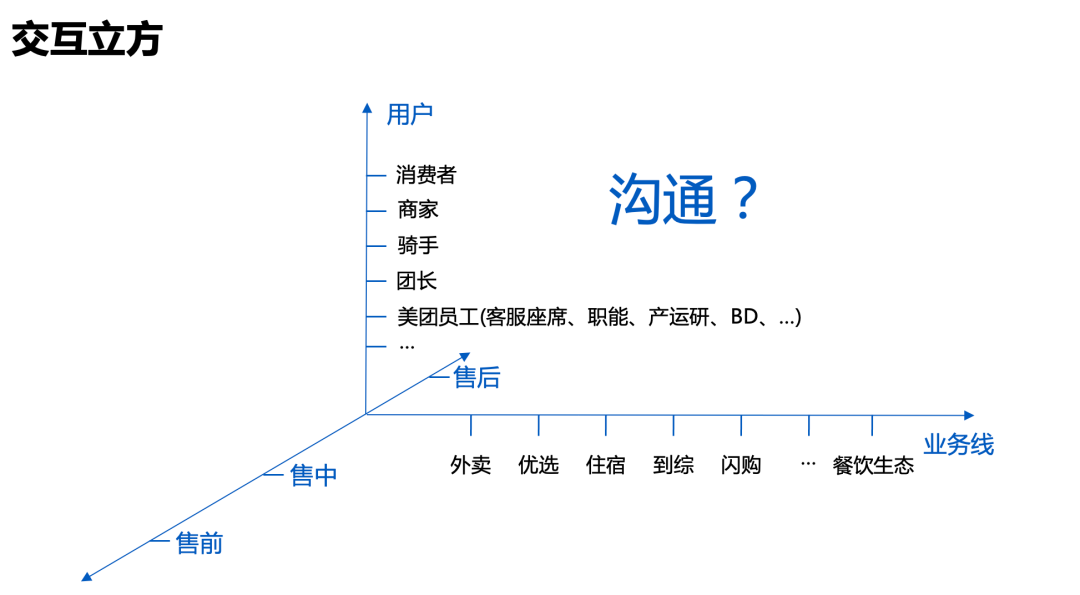 交互立方
用户
消费者
商家
骑手
团长
美团员工(客服座席、职能、产运研、BD、…)
…
沟通？
售后
售中
售前
业务线
外卖 优选 住宿 到综 闪购 … 餐饮生态